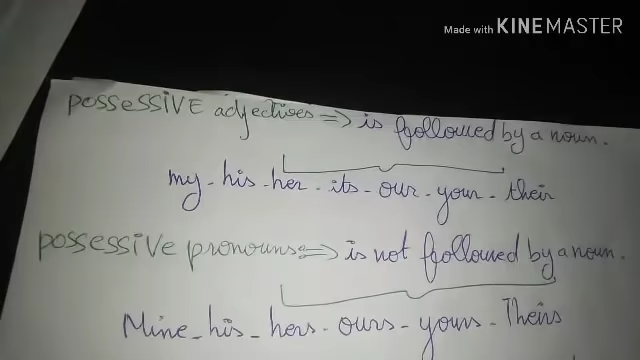 Made with KINEMASTER
possessive adjectives => is followed by a noun.
my - his - her - its - our - your - their
possessive pronouns => is not followed by a noun.
Mine - his - hers - ours - yours - Theirs